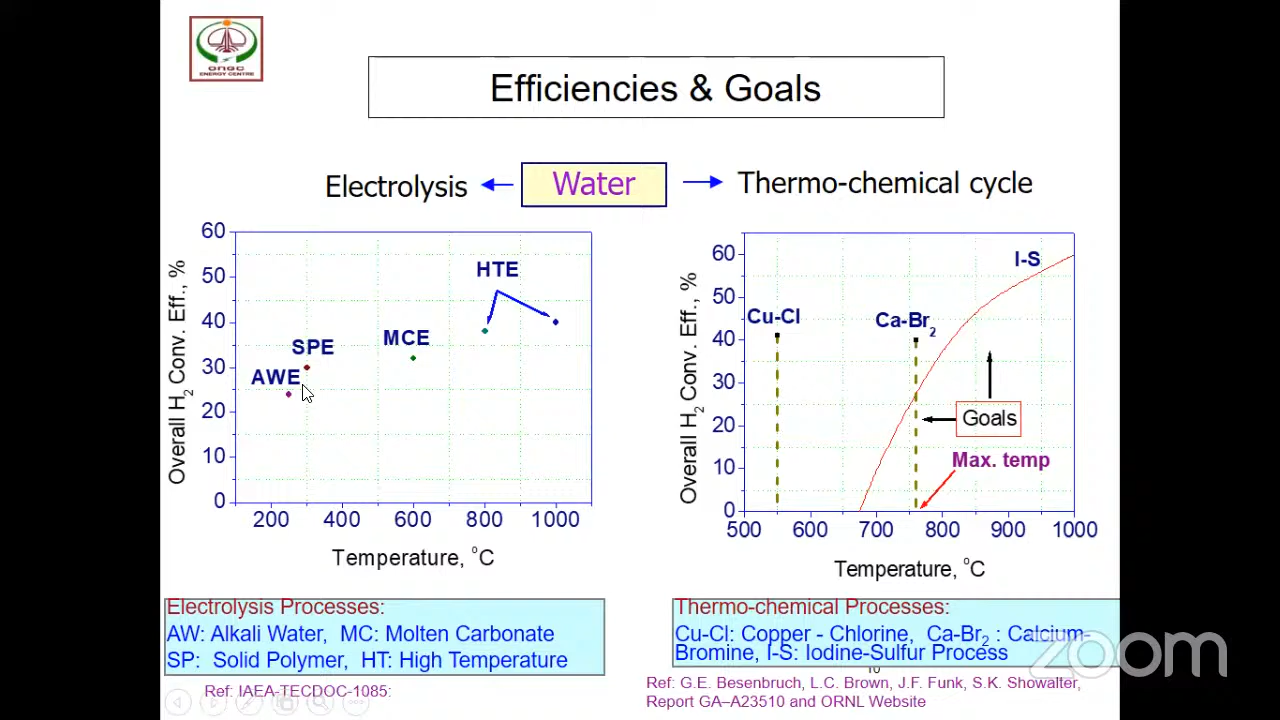 ONGC
ENERGY CENTRE
Efficiencies & Goals
Electrolysis
Water
Thermo-chemical cycle
60
50
40
30
20
10
0
200 400 600 800 1000
Overall H2 Conv. Eff., %
Temperature, oC
AWE
SPE
MCE
HTE
60
50
40
30
20
10
0
500 600 700 800 900 1000
Overall H2 Conv. Eff., %
Temperature, oC
Cu-Cl
Ca-Br2
I-S
Goals
Max. temp
Electrolysis Processes:
AW: Alkali Water, MC: Molten Carbonate
SP: Solid Polymer, HT: High Temperature
Ref: IAEA-TECDOC-1085:
Thermo-chemical Processes:
Cu-Cl: Copper - Chlorine, Ca-Br2 : Calcium-
Bromine, I-S: Iodine-Sulfur Process
Ref: G.E. Besenbruch, L.C. Brown, J.F. Funk, S.K. Showalter,
Report GA–A23510 and ORNL Website
zoom